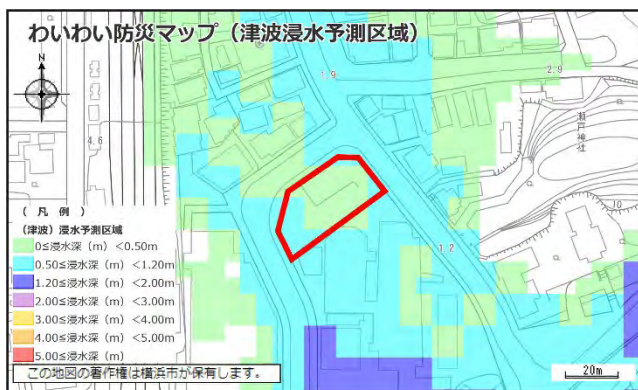 わいわい防災マップ（津波浸水予測区域）
N
1.9
2.9
4.6
瀬戸神社
10
1.2
（ 凡 例 ）
（津波）浸水予測区域
0≦浸水深（m）＜0.50m
0.50≦浸水深（m）＜1.20m
1.20≦浸水深（m）＜2.00m
2.00≦浸水深（m）＜3.00m
3.00≦浸水深（m）＜4.00m
4.00≦浸水深（m）＜5.00m
5.00≦浸水深（m）
この地図の著作権は横浜市が保有します。
20m